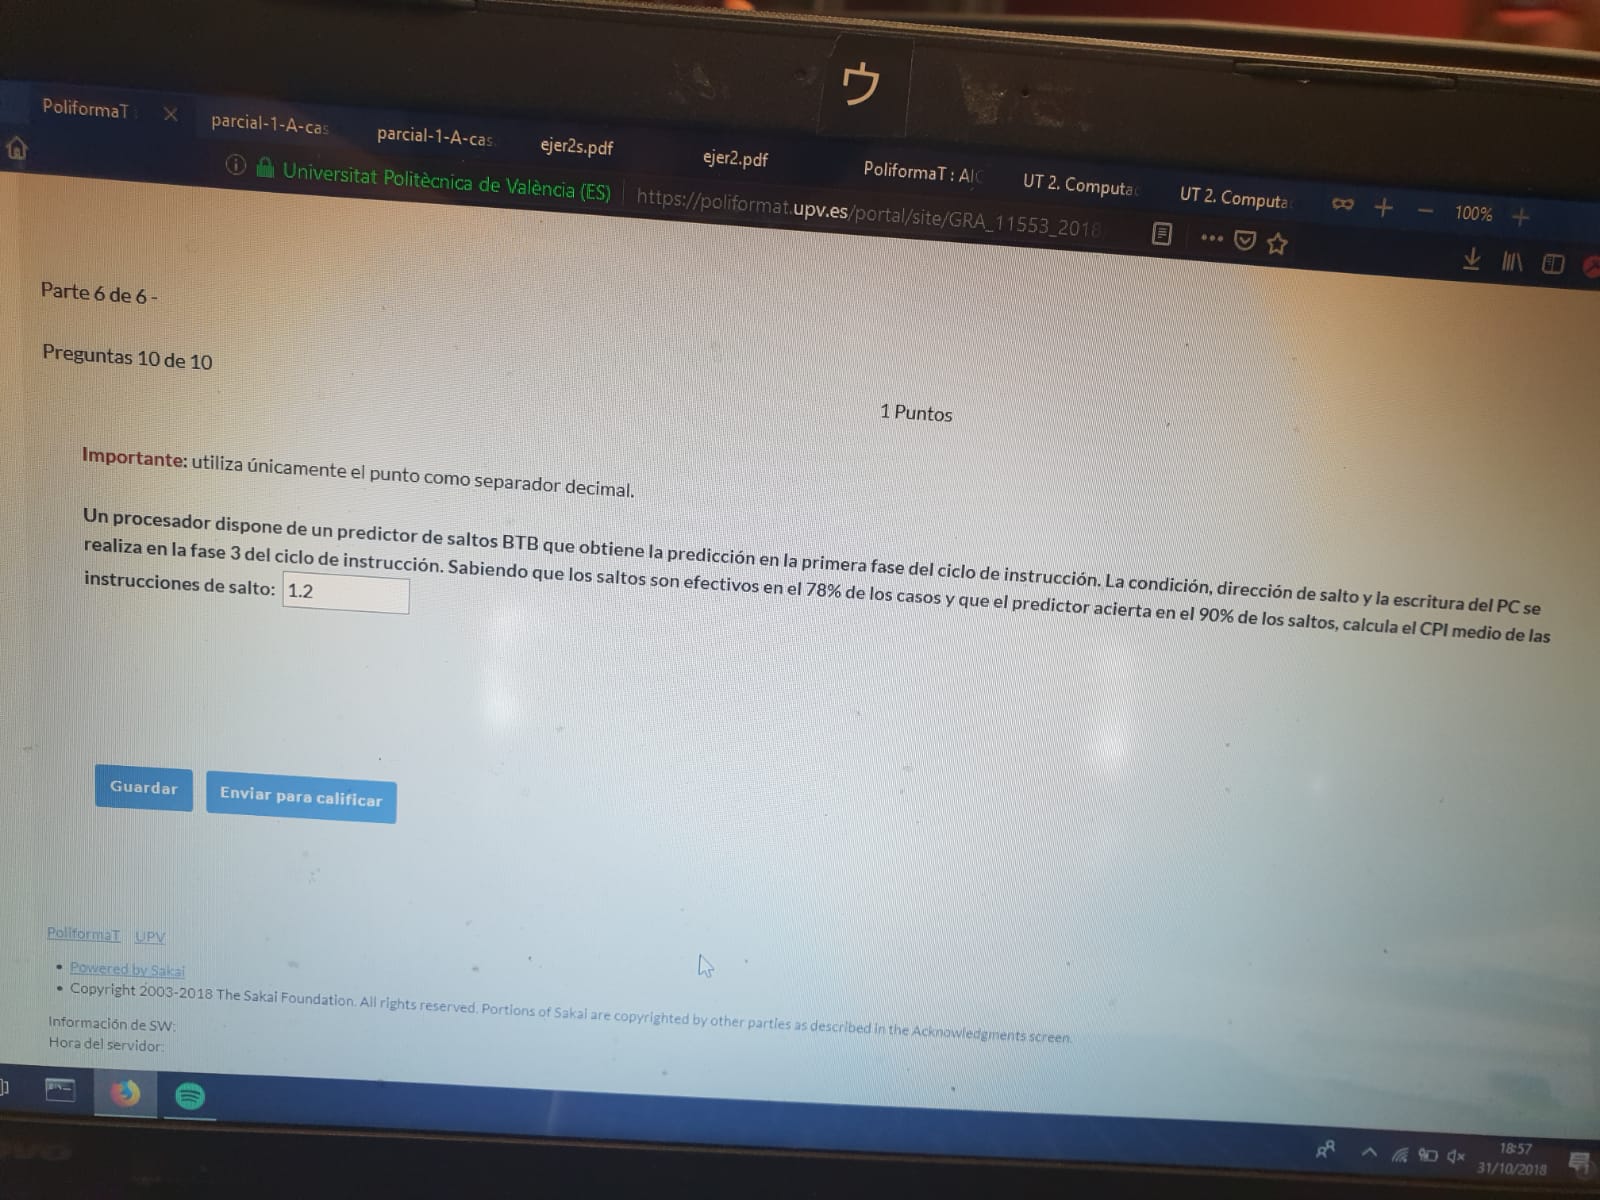 ウ
PoliformaT :
parcial-1-A-cas
parcial-1-A-cas.
ejer2s.pdf
ejer2.pdf
PoliformaT : AIC
UT 2. Computac
UT 2. Computa
100%
Universitat Politècnica de València (ES)
https://poliformat.upv.es/portal/site/GRA_11553_2018
Parte 6 de 6 -
Preguntas 10 de 10
1 Puntos
Importante: utiliza únicamente el punto como separador decimal.
Un procesador dispone de un predictor de saltos BTB que obtiene la predicción en la primera fase del ciclo de instrucción. La condición, dirección de salto y la escritura del PC se
realiza en la fase 3 del ciclo de instrucción. Sabiendo que los saltos son efectivos en el 78% de los casos y que el predictor acierta en el 90% de los saltos, calcula el CPI medio de las
instrucciones de salto: 1.2
Guardar
Enviar para calificar
PoliformaT UPV
• Powered by Sakai
• Copyright 2003-2018 The Sakai Foundation. All rights reserved. Portions of Sakai are copyrighted by other parties as described in the Acknowledgments screen.
Información de SW:
Hora del servidor:
18:57
31/10/2018